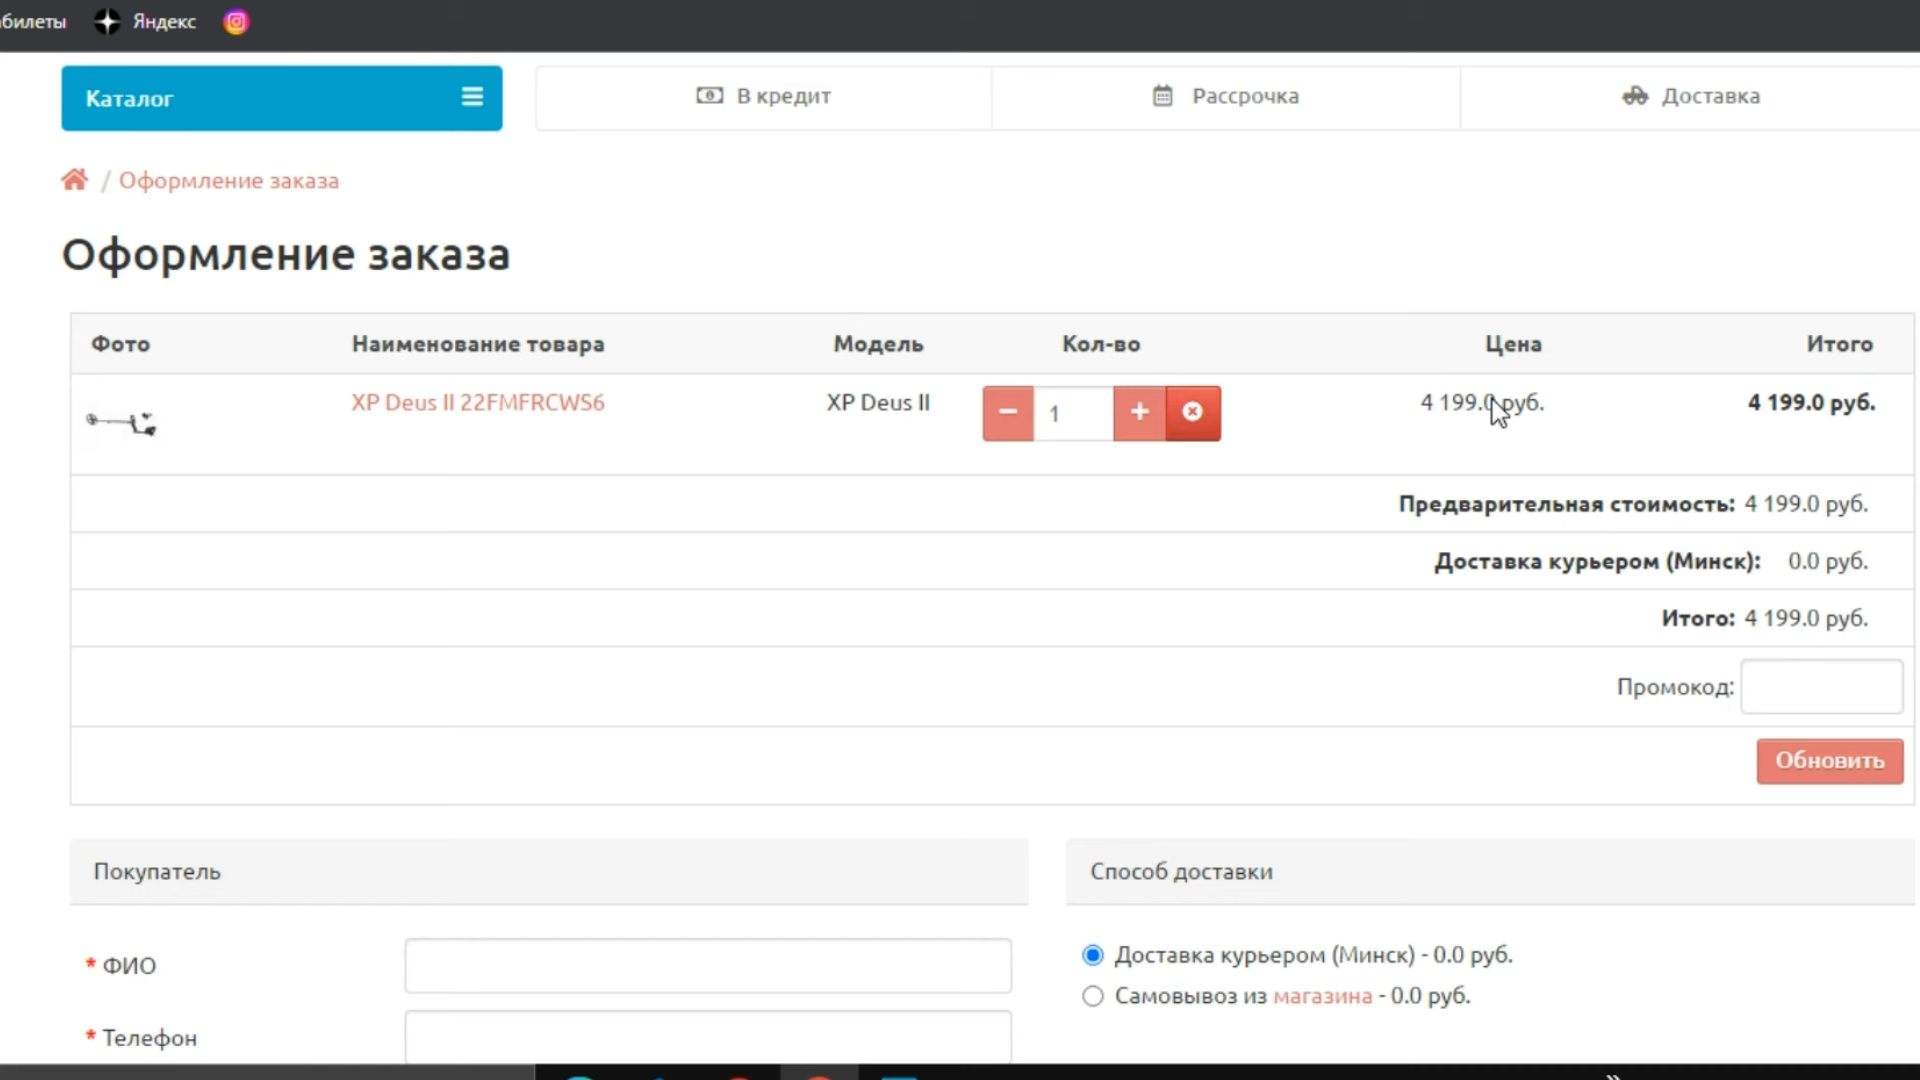 Яндекс
Каталог
В кредит
Рассрочка
Доставка
/ Оформление заказа
Оформление заказа
Фото Наименование товара Модель Кол-во Цена Итого
XP Deus II 22FMFRCWS6 XP Deus II 1 4 199.0 руб. 4 199.0 руб.
Предварительная стоимость: 4 199.0 руб.
Доставка курьером (Минск): 0.0 руб.
Итого: 4 199.0 руб.
Промокод:
Обновить
Покупатель
* ФИО
* Телефон
Способ доставки
Доставка курьером (Минск) - 0.0 руб.
Самовывоз из магазина - 0.0 руб.